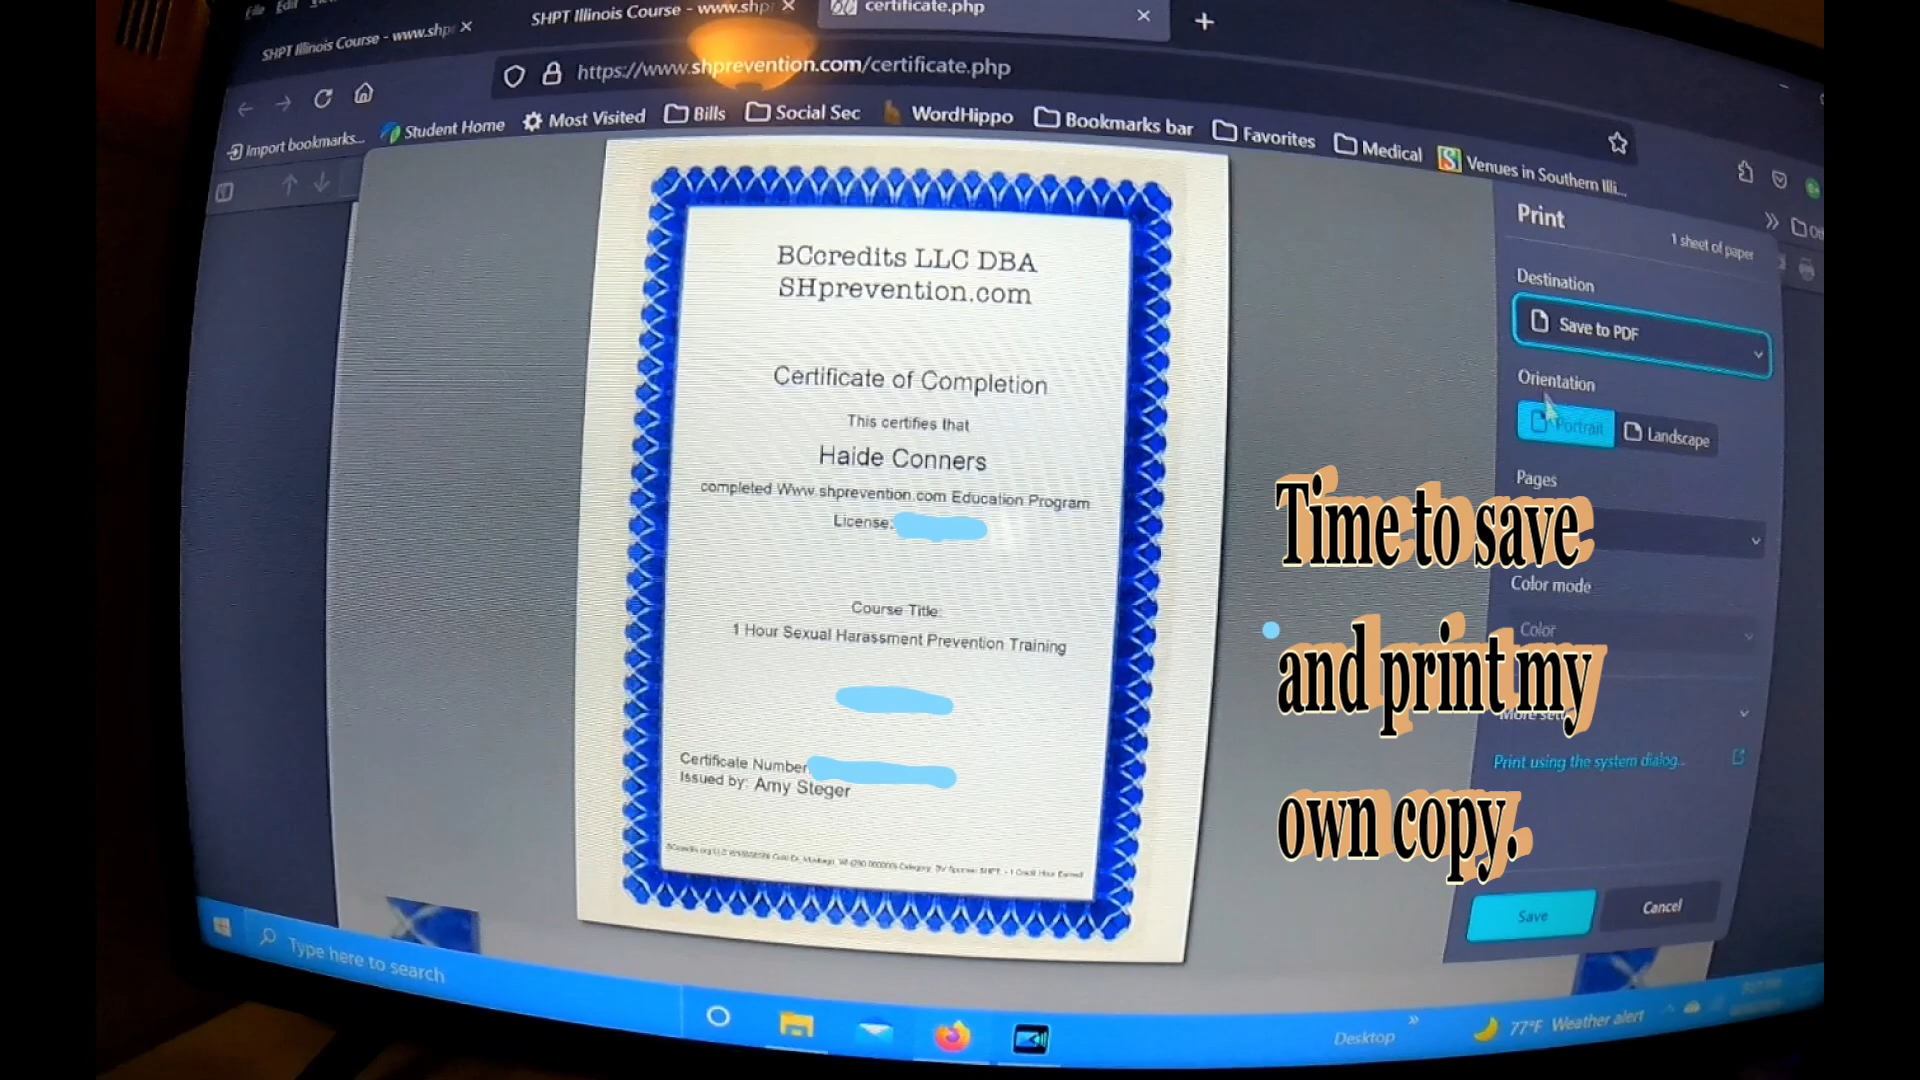 File Edit
SHPT Illinois Course - www.shp
SHPT Illinois Course - www.shp
certificate.php
https://www.shprevention.com/certificate.php
Import bookmarks...
Student Home
Most Visited
Bills
Social Sec
WordHippo
Bookmarks bar
Favorites
Medical
Venues in Southern Illi...
BCcredits LLC DBA
SHprevention.com
Certificate of Completion
This certifies that
Haide Conners
completed Www.shprevention.com Education Program
License:
Course Title:
1 Hour Sexual Harassment Prevention Training
Certificate Number:
Issued by: Amy Steger
Print
1 sheet of paper
Destination
Save to PDF
Orientation
Portrait
Landscape
Pages
Color mode
Color
Print using the system dialog...
Save
Cancel
Time to save
and print my
own copy.
Type here to search
Desktop
77°F Weather alert